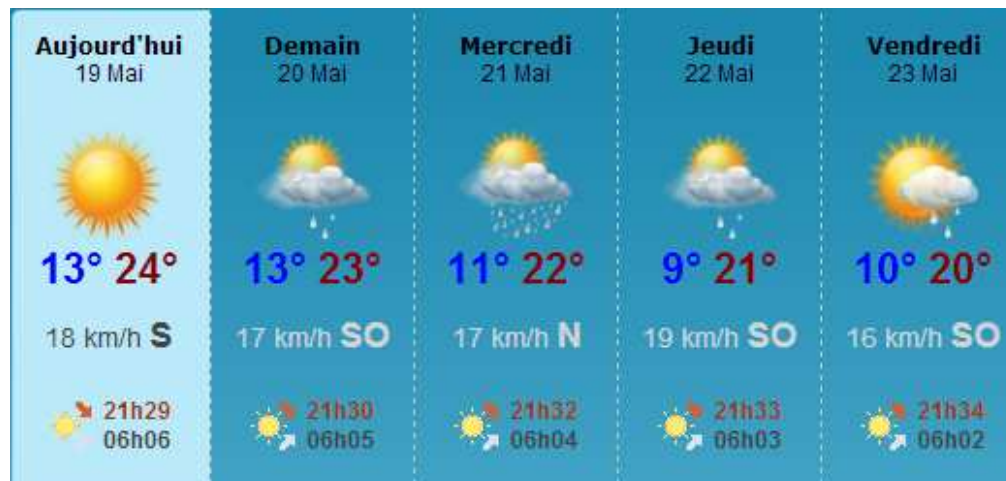 Aujourd'hui
19 Mai
13° 24°
18 km/h S
21h29
06h06
Demain
20 Mai
13° 23°
17 km/h SO
21h30
06h05
Mercredi
21 Mai
11° 22°
17 km/h N
21h32
06h04
Jeudi
22 Mai
9° 21°
19 km/h SO
21h33
06h03
Vendredi
23 Mai
10° 20°
16 km/h SO
21h34
06h02